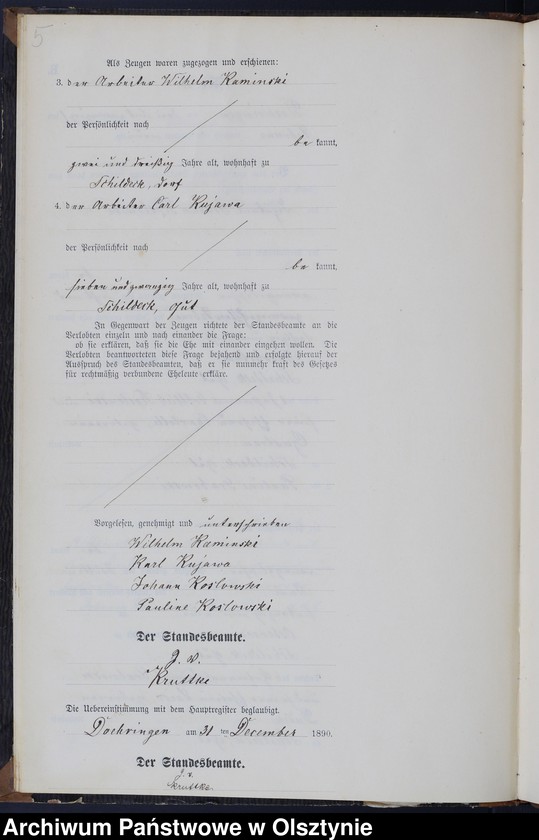 5
Als Zeugen waren zugezogen und erschienen:
3. der Arbeiter Wilhelm Kaminski
der Persönlichkeit nach
be kannt,
zwei und dreißig Jahre alt, wohnhaft zu
Schildeck, Dorf
4. der Arbeiter Carl Kujawa
der Persönlichkeit nach
be kannt,
sieben und zwanzig Jahre alt, wohnhaft zu
Schildeck, Gut
In Gegenwart der Zeugen richtete der Standesbeamte an die
Verlobten einzeln und nach einander die Frage:
ob sie erklären, daß sie die Ehe mit einander eingehen wollen. Die
Verlobten beantworteten diese Frage bejahend und erfolgte hierauf der
Ausspruch des Standesbeamten, daß er sie nunmehr kraft des Gesetzes
für rechtmäßig verbundene Eheleute erkläre.
Vorgelesen, genehmigt und unterschrieben
Wilhelm Kaminski
Karl Kujawa
Johann Koslowski
Pauline Koslowski
Der Standesbeamte.
J. V.
Kruttke
Die Uebereinstimmung mit dem Hauptregister beglaubigt.
Doehringen am 31 ten December 1890.
Der Standesbeamte.
J. V.
Kruttke.
Archiwum Państwowe w Olsztynie